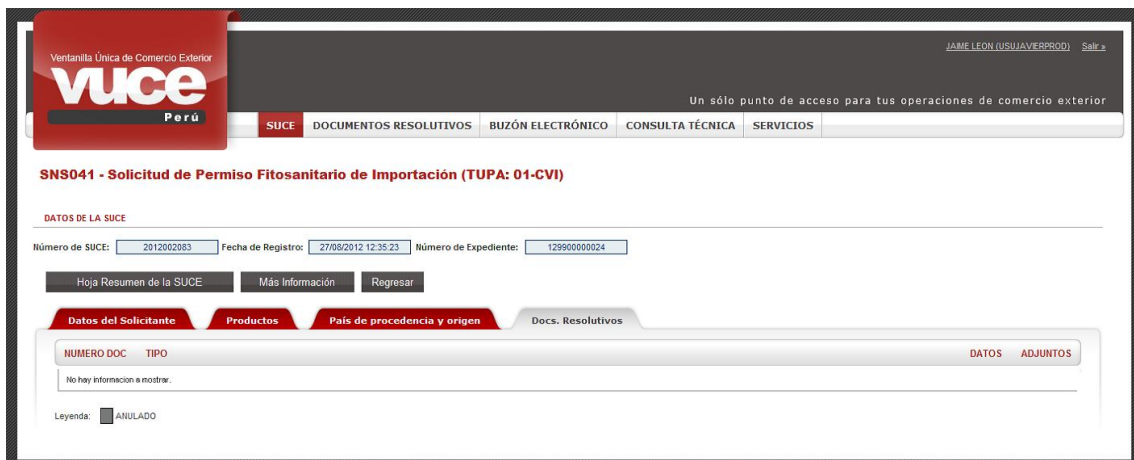 JAIME LEON (USUJAVIERPROD) Salir »
Ventanilla Única de Comercio Exterior
vuce
Perú
Un sólo punto de acceso para tus operaciones de comercio exterior
SUCE DOCUMENTOS RESOLUTIVOS BUZÓN ELECTRÓNICO CONSULTA TÉCNICA SERVICIOS
SNS041 - Solicitud de Permiso Fitosanitario de Importación (TUPA: 01-CVI)
DATOS DE LA SUCE
Número de SUCE: 2012002083 Fecha de Registro: 27/08/2012 12:35:23 Número de Expediente: 129900000024
Hoja Resumen de la SUCE Más Información Regresar
Datos del Solicitante Productos País de procedencia y origen Docs. Resolutivos
NUMERO DOC TIPO DATOS ADJUNTOS
No hay informacion a mostrar.
Leyenda: ANULADO